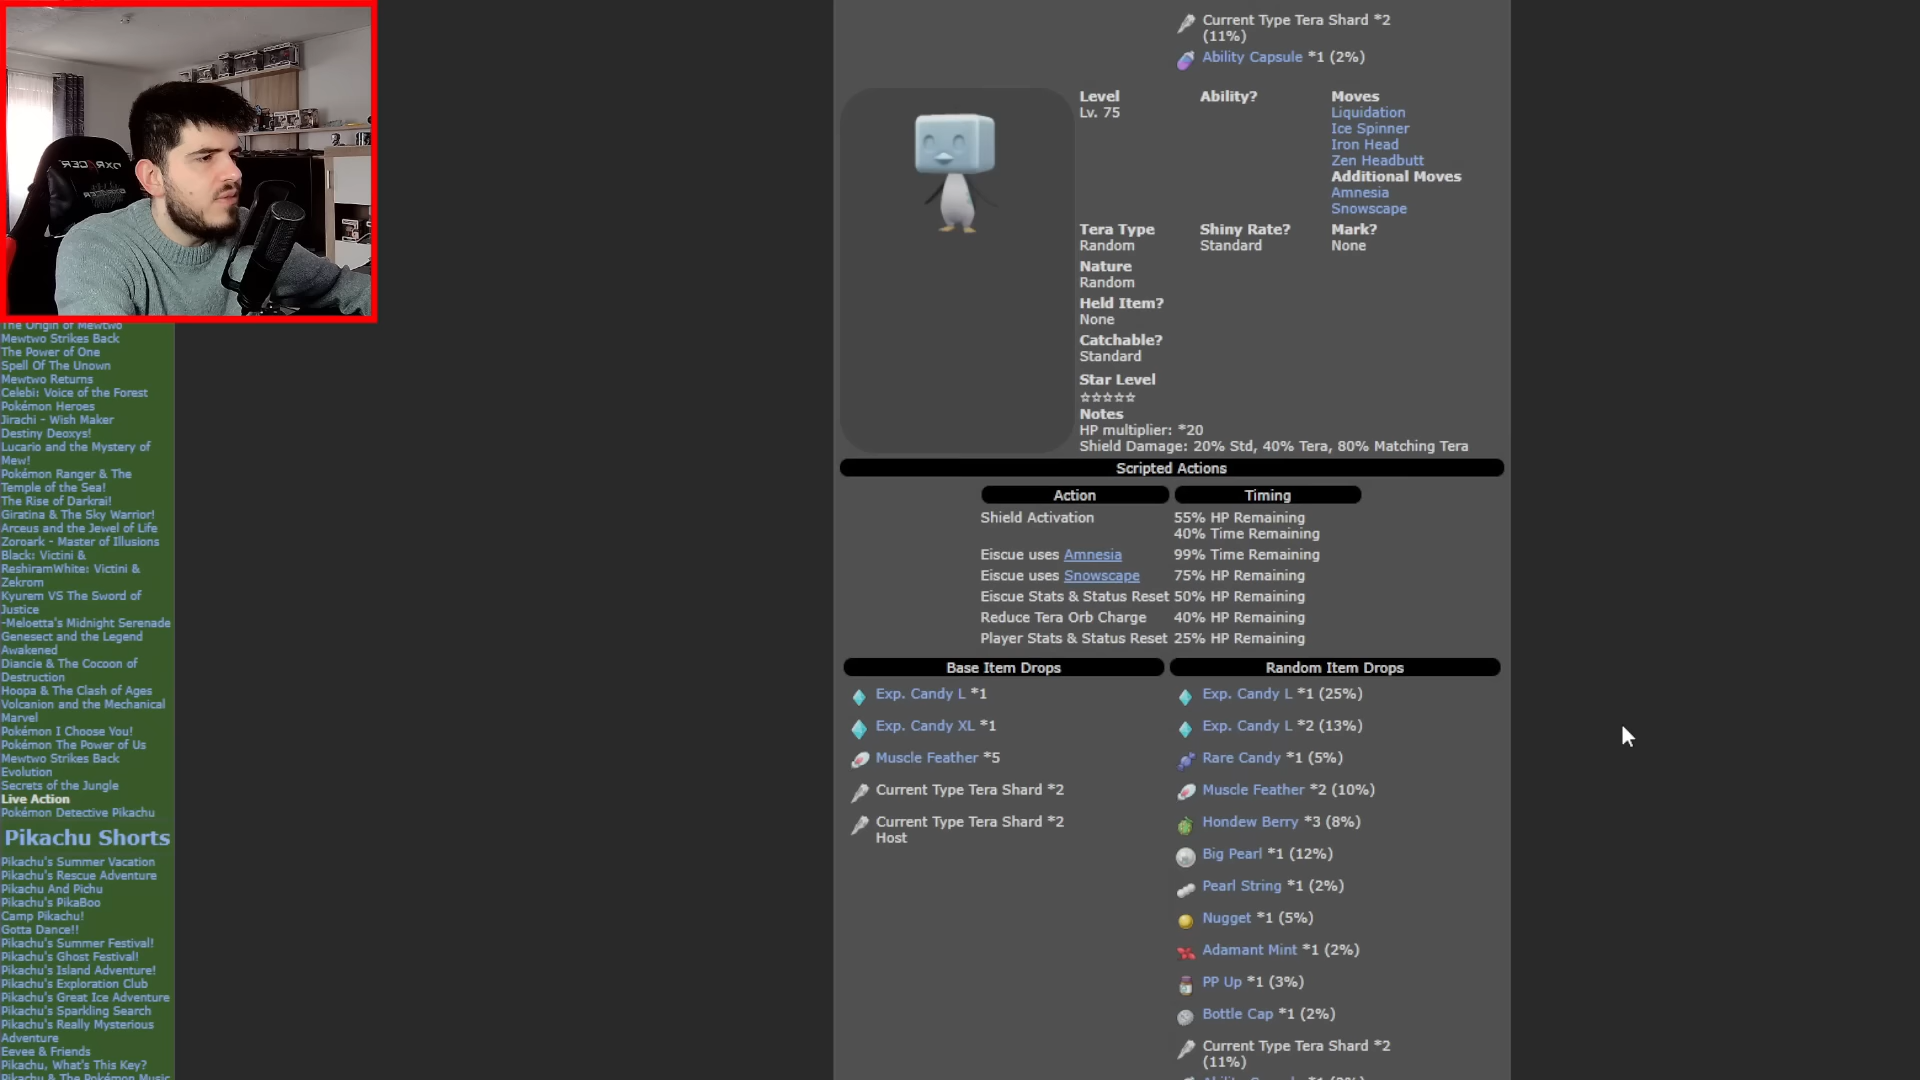 Current Type Tera Shard *2
(11%)
Ability Capsule *1 (2%)
Level
Lv. 75
Ability?
Moves
Liquidation
Ice Spinner
Iron Head
Zen Headbutt
Additional Moves
Amnesia
Snowscape
Tera Type
Random
Shiny Rate?
Standard
Mark?
None
Nature
Random
Held Item?
None
Catchable?
Standard
Star Level
☆☆☆☆☆
Notes
HP multiplier: *20
Shield Damage: 20% Std, 40% Tera, 80% Matching Tera
Scripted Actions
Action Timing
Shield Activation 55% HP Remaining
40% Time Remaining
Eiscue uses Amnesia 99% Time Remaining
Eiscue uses Snowscape 75% HP Remaining
Eiscue Stats & Status Reset 50% HP Remaining
Reduce Tera Orb Charge 40% HP Remaining
Player Stats & Status Reset 25% HP Remaining
Base Item Drops
Exp. Candy L *1
Exp. Candy XL *1
Muscle Feather *5
Current Type Tera Shard *2
Current Type Tera Shard *2
Host
Random Item Drops
Exp. Candy L *1 (25%)
Exp. Candy L *2 (13%)
Rare Candy *1 (5%)
Muscle Feather *2 (10%)
Hondew Berry *3 (8%)
Big Pearl *1 (12%)
Pearl String *1 (2%)
Nugget *1 (5%)
Adamant Mint *1 (2%)
PP Up *1 (3%)
Bottle Cap *1 (2%)
Current Type Tera Shard *2
(11%)
The Origin of Mewtwo
Mewtwo Strikes Back
The Power of One
Spell Of The Unown
Mewtwo Returns
Celebi: Voice of the Forest
Pokémon Heroes
Jirachi - Wish Maker
Destiny Deoxys!
Lucario and the Mystery of
Mew!
Pokémon Ranger & The
Temple of the Sea!
The Rise of Darkrai!
Giratina & The Sky Warrior!
Arceus and the Jewel of Life
Zoroark - Master of Illusions
Black: Victini &
ReshiramWhite: Victini &
Zekrom
Kyurem VS The Sword of
Justice
-Meloetta's Midnight Serenade
Genesect and the Legend
Awakened
Diancie & The Cocoon of
Destruction
Hoopa & The Clash of Ages
Volcanion and the Mechanical
Marvel
Pokémon I Choose You!
Pokémon The Power of Us
Mewtwo Strikes Back
Evolution
Secrets of the Jungle
Live Action
Pokémon Detective Pikachu
Pikachu Shorts
Pikachu's Summer Vacation
Pikachu's Rescue Adventure
Pikachu And Pichu
Pikachu's PikaBoo
Camp Pikachu!
Gotta Dance!!
Pikachu's Summer Festival!
Pikachu's Ghost Festival!
Pikachu's Island Adventure!
Pikachu's Exploration Club
Pikachu's Great Ice Adventure
Pikachu's Sparkling Search
Pikachu's Really Mysterious
Adventure
Eevee & Friends
Pikachu, What's This Key?
Pikachu & The Pokémon Music